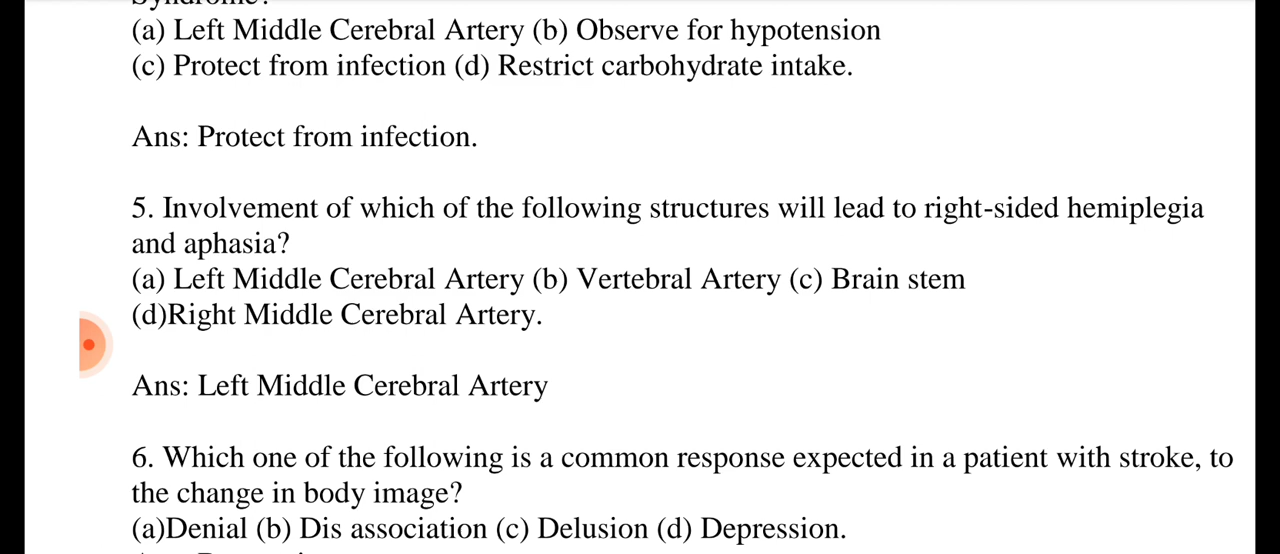 Syndrome?
(a) Left Middle Cerebral Artery (b) Observe for hypotension
(c) Protect from infection (d) Restrict carbohydrate intake.
Ans: Protect from infection.
5. Involvement of which of the following structures will lead to right-sided hemiplegia
and aphasia?
(a) Left Middle Cerebral Artery (b) Vertebral Artery (c) Brain stem
(d)Right Middle Cerebral Artery.
Ans: Left Middle Cerebral Artery
6. Which one of the following is a common response expected in a patient with stroke, to
the change in body image?
(a)Denial (b) Dis association (c) Delusion (d) Depression.